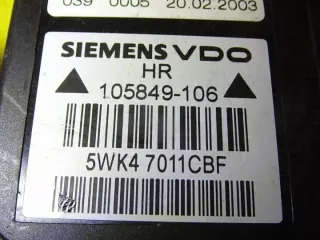 039 0005 20.02.2003
SIEMENS VDO
HR
105849-106
5WK4 7011CBF